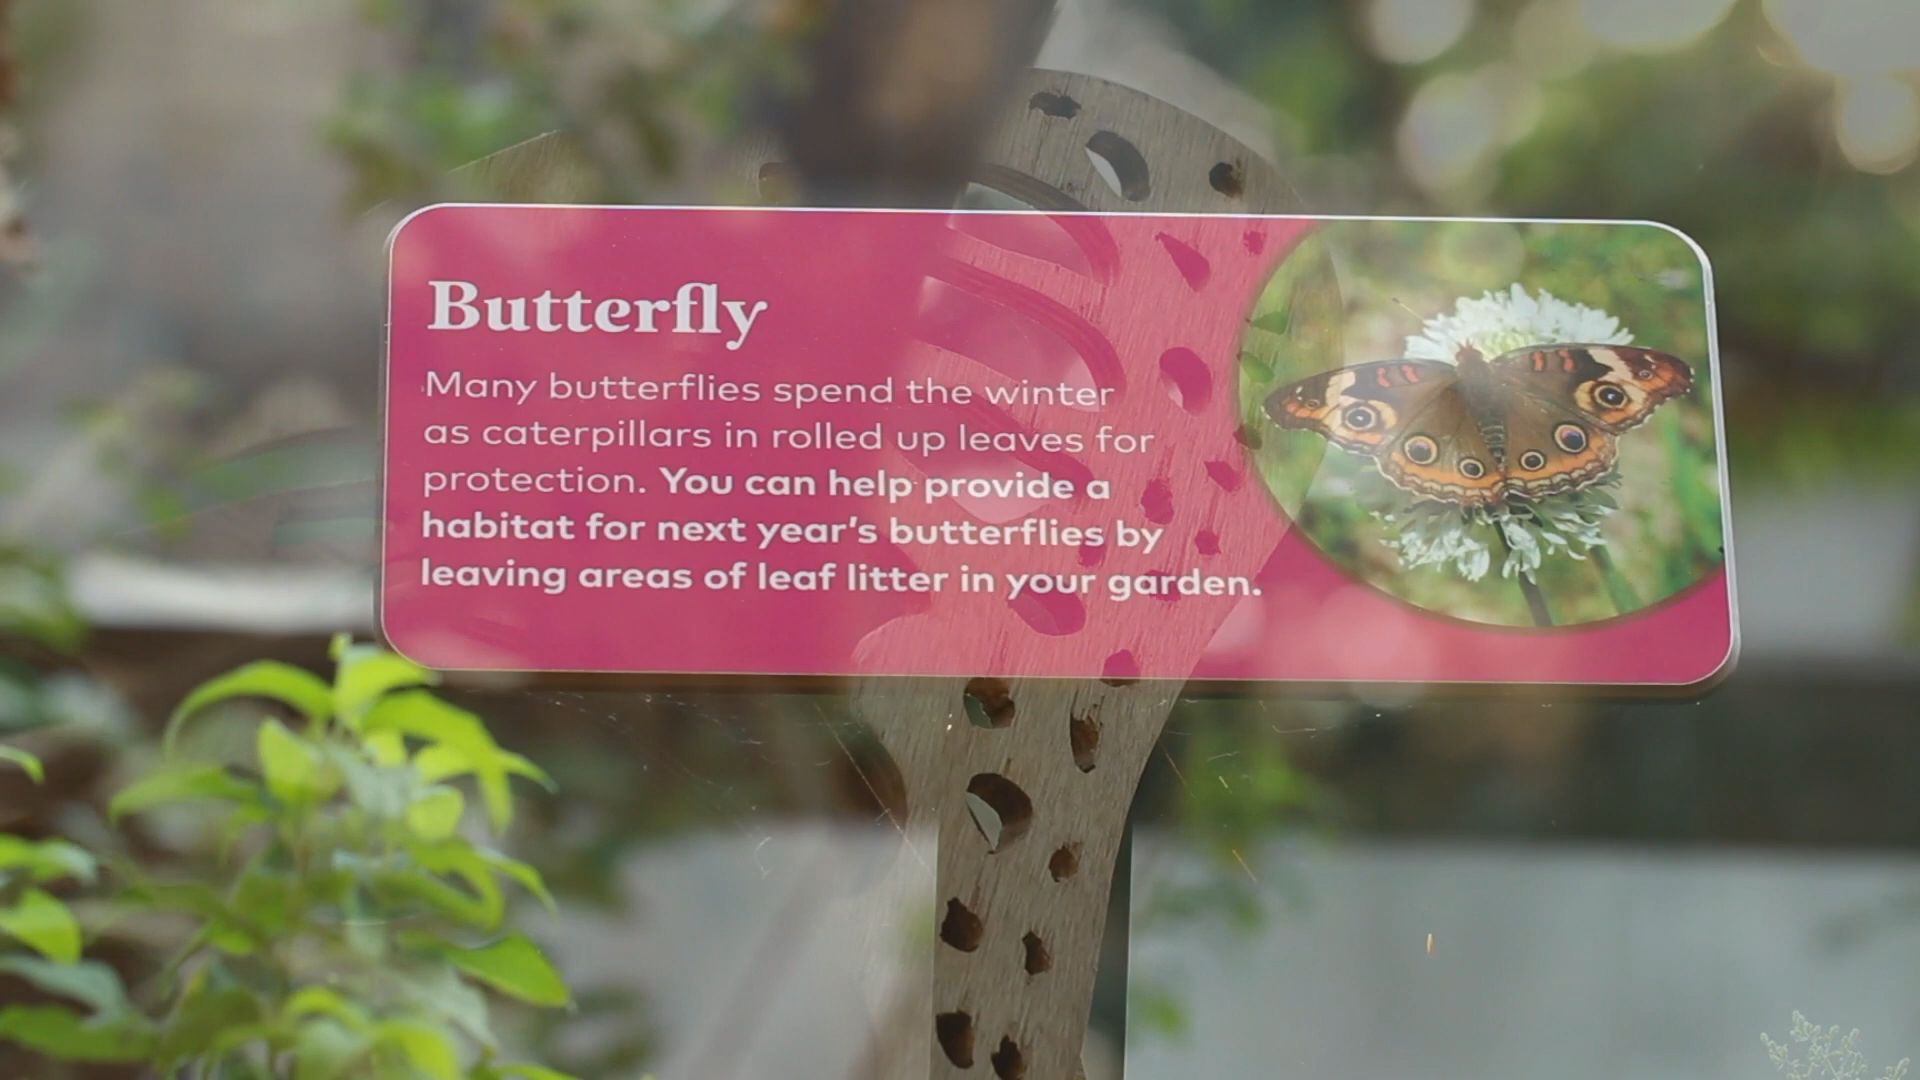 Butterfly
Many butterflies spend the winter
as caterpillars in rolled up leaves for
protection. You can help provide a
habitat for next year's butterflies by
leaving areas of leaf litter in your garden.